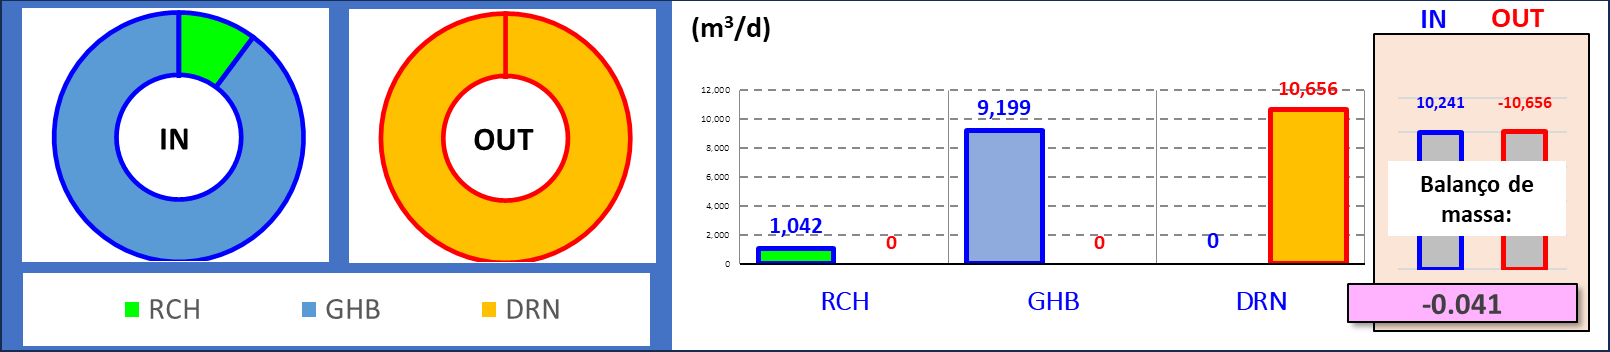 IN
OUT
RCH
GHB
DRN
(m³/d)
12,000
10,000
8,000
6,000
4,000
2,000
0
1,042
0
9,199
0
0
10,656
RCH
GHB
DRN
IN
OUT
10,241
-10,656
Balanço de
massa:
-0.041